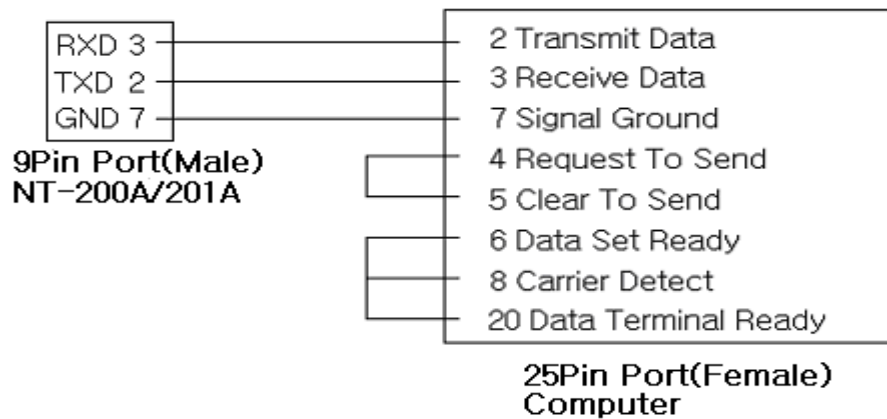 RXD 3
TXD 2
GND 7
9Pin Port(Male)
NT-200A/201A
2 Transmit Data
3 Receive Data
7 Signal Ground
4 Request To Send
5 Clear To Send
6 Data Set Ready
8 Carrier Detect
20 Data Terminal Ready
25Pin Port(Female)
Computer